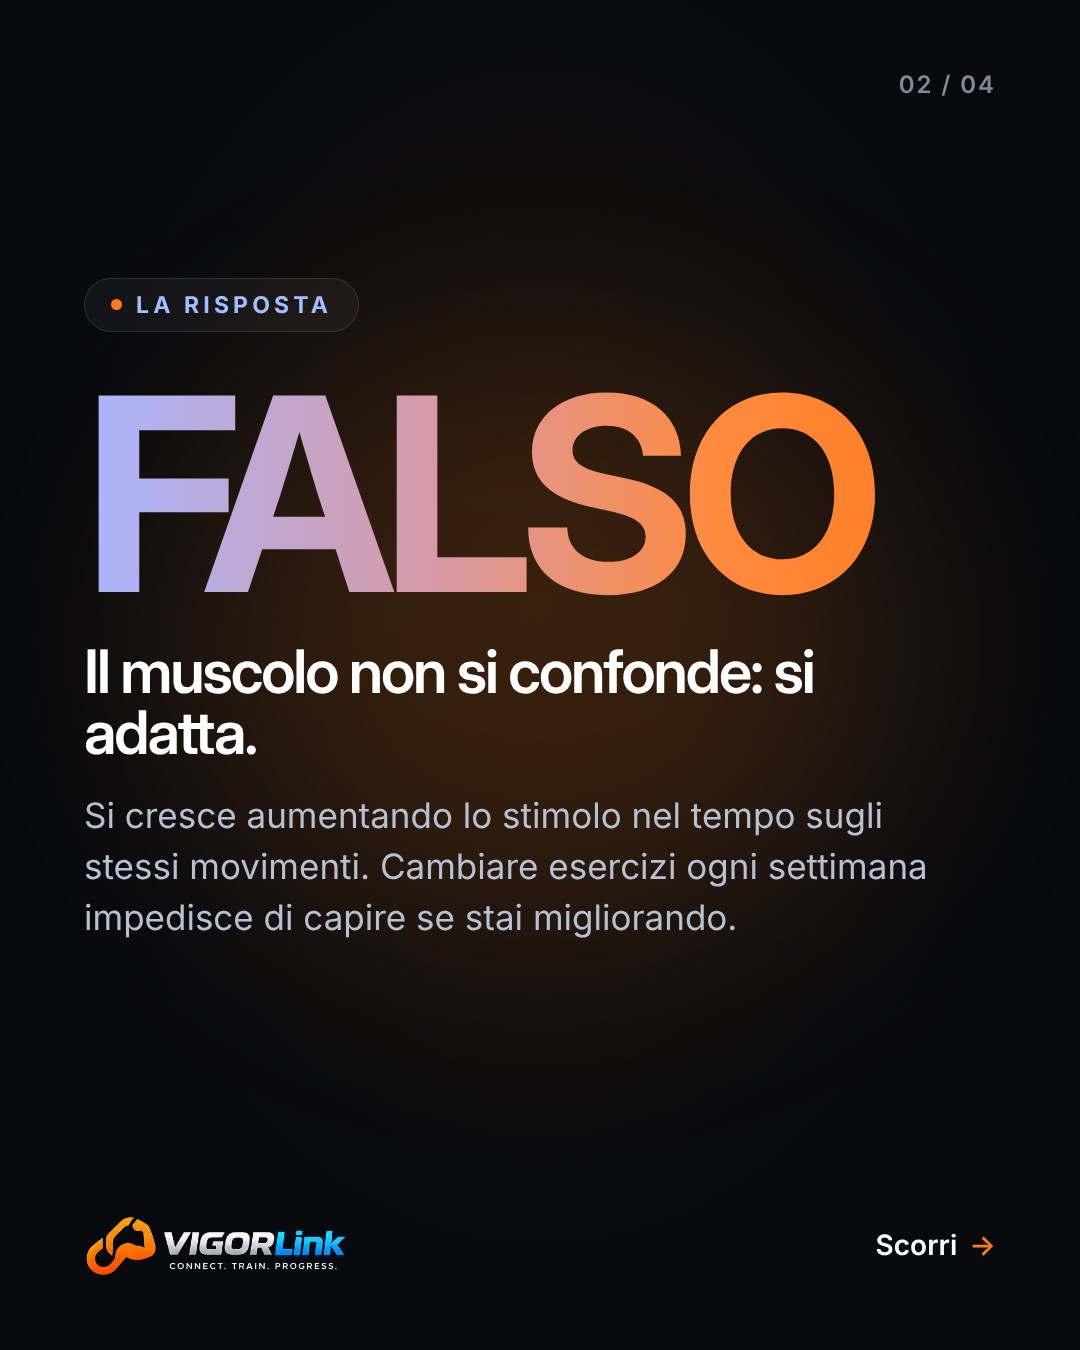 02 / 04
LA RISPOSTA
FALSO
Il muscolo non si confonde: si
adatta.
Si cresce aumentando lo stimolo nel tempo sugli
stessi movimenti. Cambiare esercizi ogni settimana
impedisce di capire se stai migliorando.
VIGORLink
CONNECT. TRAIN. PROGRESS.
Scorri →